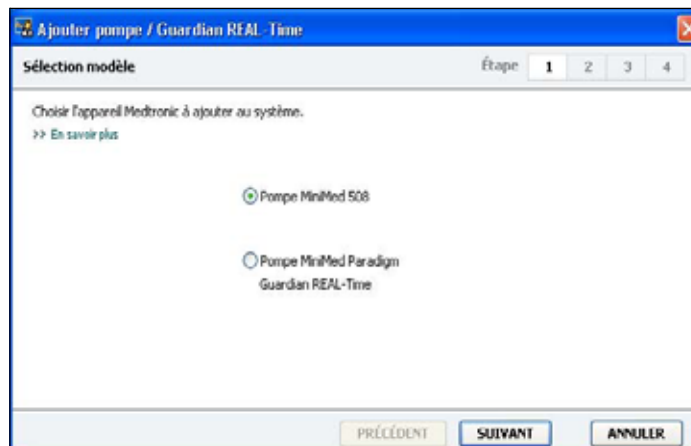 Ajouter pompe / Guardian REAL-Time
Sélection modèle Étape 1 2 3 4
Choisir l'appareil Medtronic à ajouter au système.
>> En savoir plus
Pompe MiniMed 508
Pompe MiniMed Paradigm
Guardian REAL-Time
PRÉCÉDENT SUIVANT ANNULER